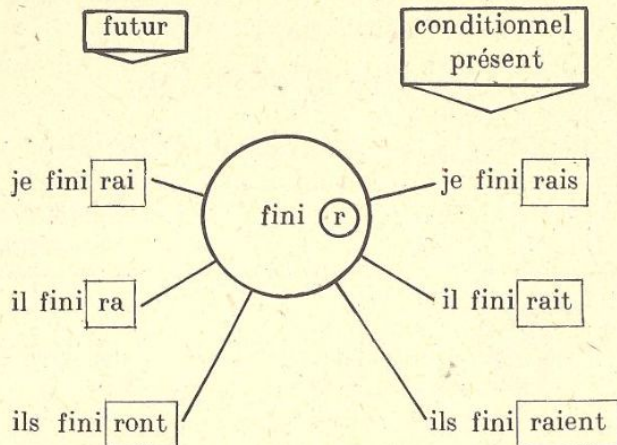 futur
conditionnel
présent
je fini rai
je fini rais
fini r
il fini ra
il fini rait
ils fini ront
ils fini raient